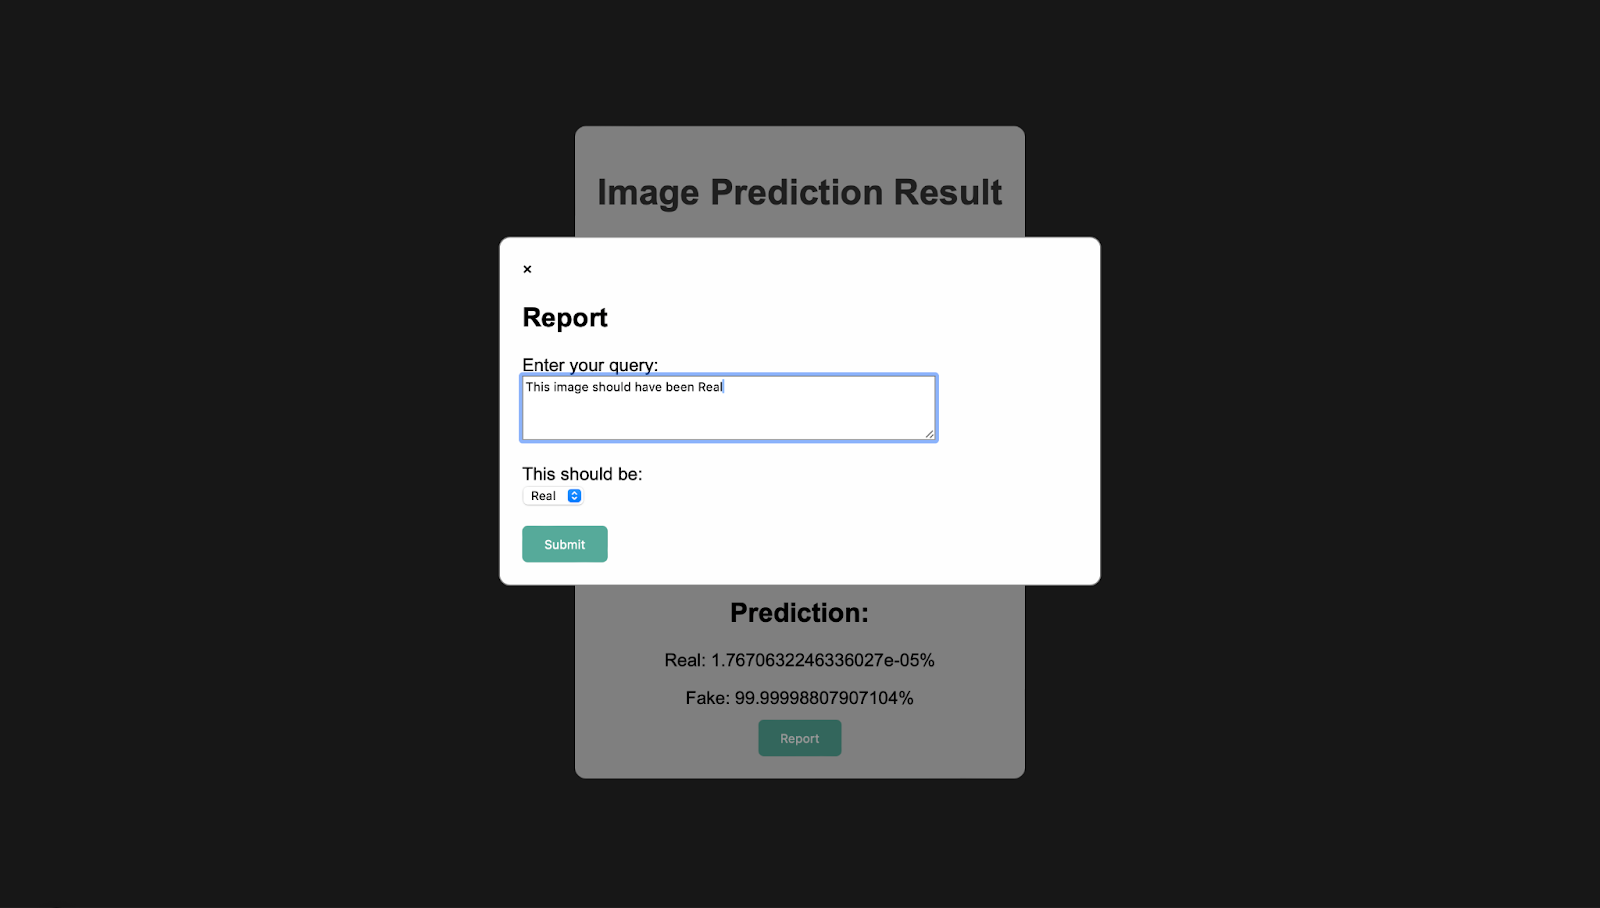 Image Prediction Result
×
Report
Enter your query:
This image should have been Real
This should be:
Real
Submit
Prediction:
Real: 1.7670632246336027e-05%
Fake: 99.99998807907104%
Report